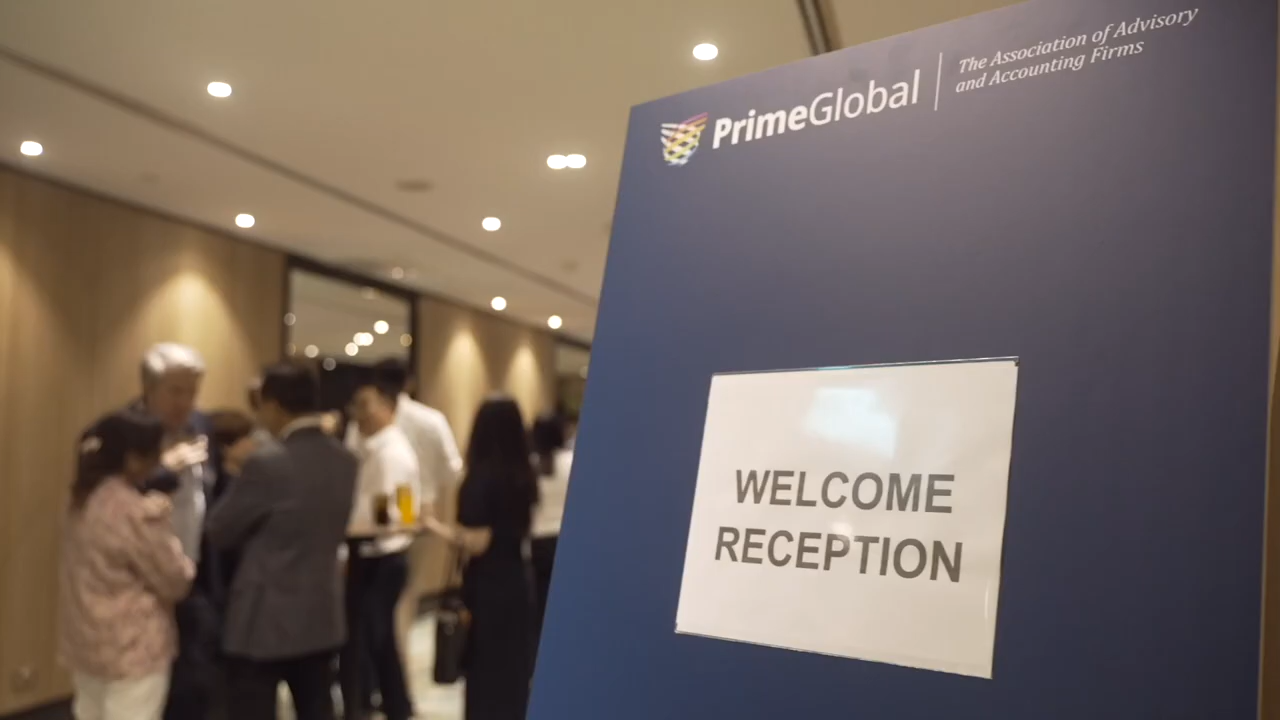 PrimeGlobal
The Association of Advisory
and Accounting Firms
WELCOME
RECEPTION